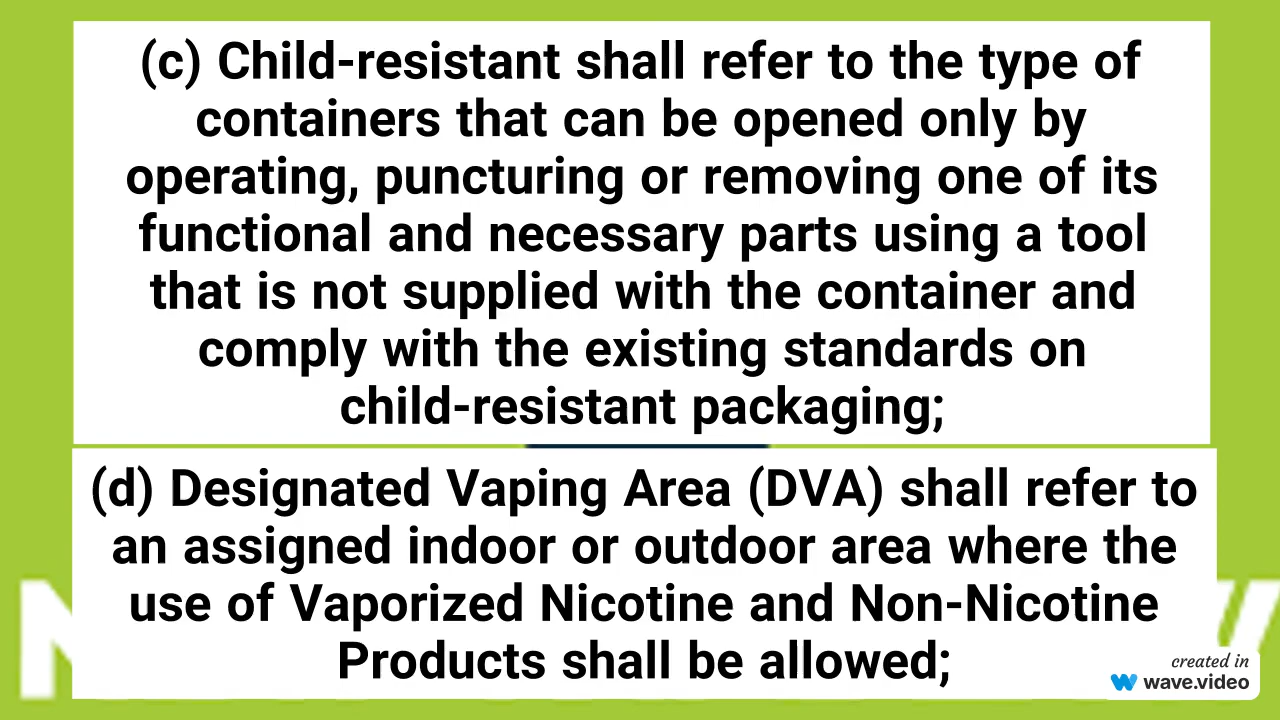 (c) Child-resistant shall refer to the type of
containers that can be opened only by
operating, puncturing or removing one of its
functional and necessary parts using a tool
that is not supplied with the container and
comply with the existing standards on
child-resistant packaging;
(d) Designated Vaping Area (DVA) shall refer to
an assigned indoor or outdoor area where the
use of Vaporized Nicotine and Non-Nicotine
Products shall be allowed;
created in
wave.video